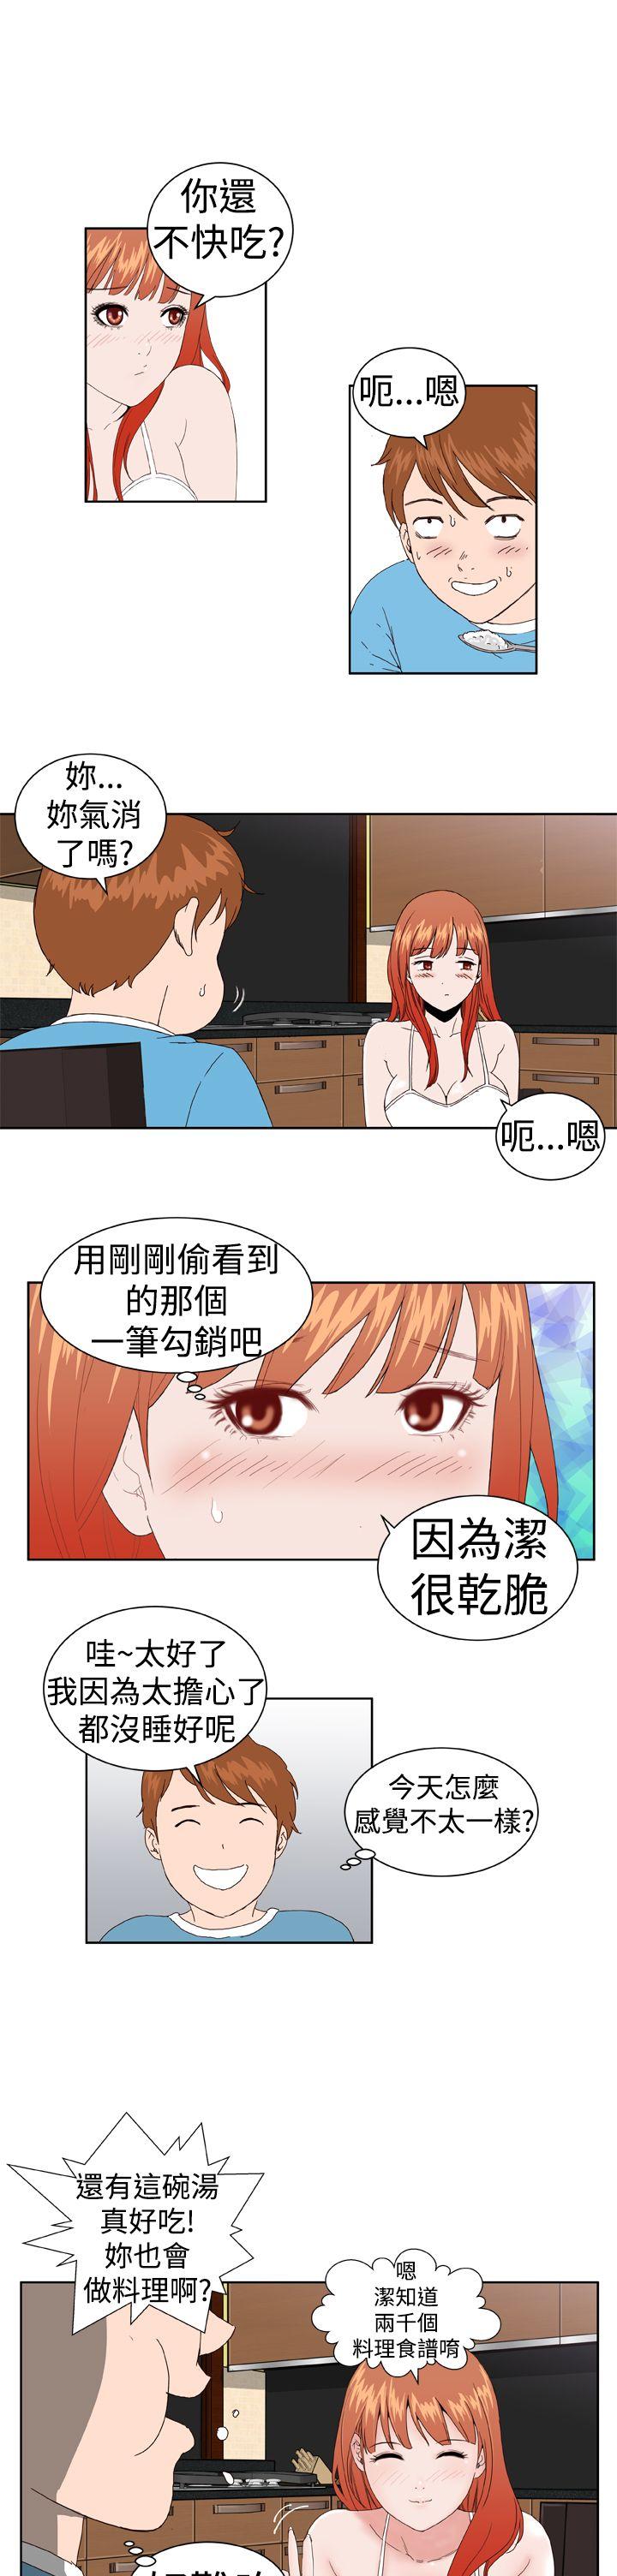 你還
不快吃?
呃...嗯
妳...
妳氣消
了嗎?
呃...嗯
用剛剛偷看到
的那個
一筆勾銷吧
因為潔
很乾脆
哇~太好了
我因為太擔心了
都沒睡好呢
今天怎麼
感覺不太一樣?
還有這碗湯
真好吃!
妳也會
做料理啊?
嗯
潔知道
兩千個
料理食譜唷